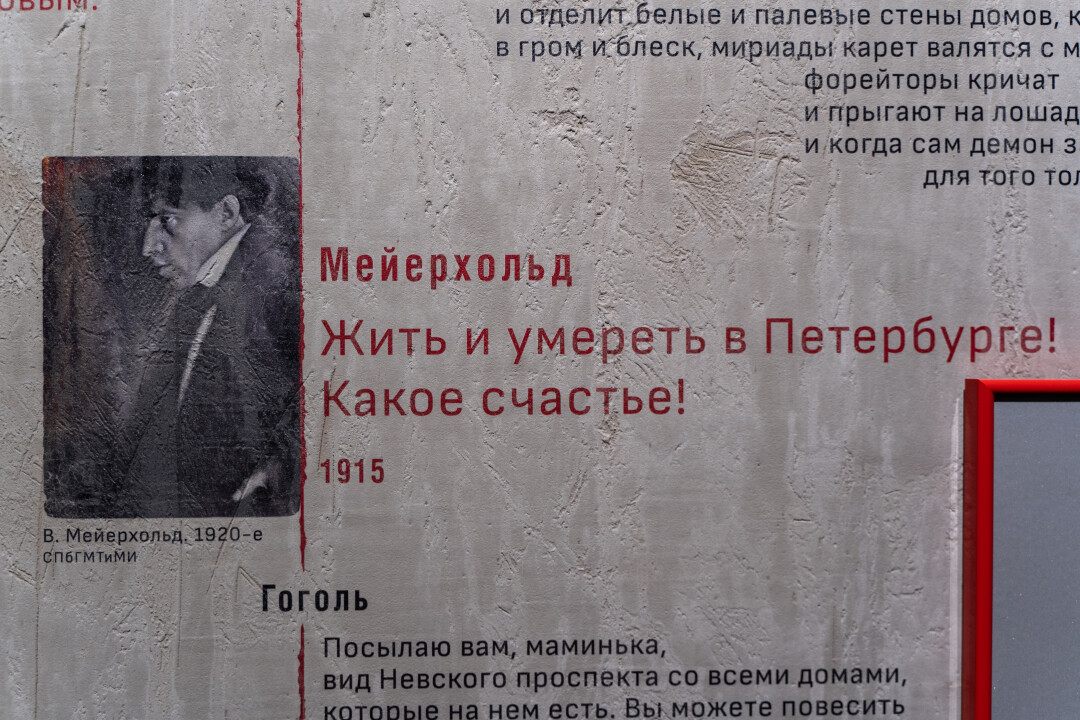 овым.
и отделит белые и палевые стены домов,
в гром и блеск, мириады карет валятся с
форейторы кричат
и прыгают на
и когда сам демон
для того
Мейерхольд
Жить и умереть в Петербурге!
Какое счастье!
1915
В. Мейерхольд. 1920-е
СПбГМТиМИ
Гоголь
Посылаю вам, маминька,
вид Невского проспекта со всеми домами,
которые на нем есть. Вы можете повесить